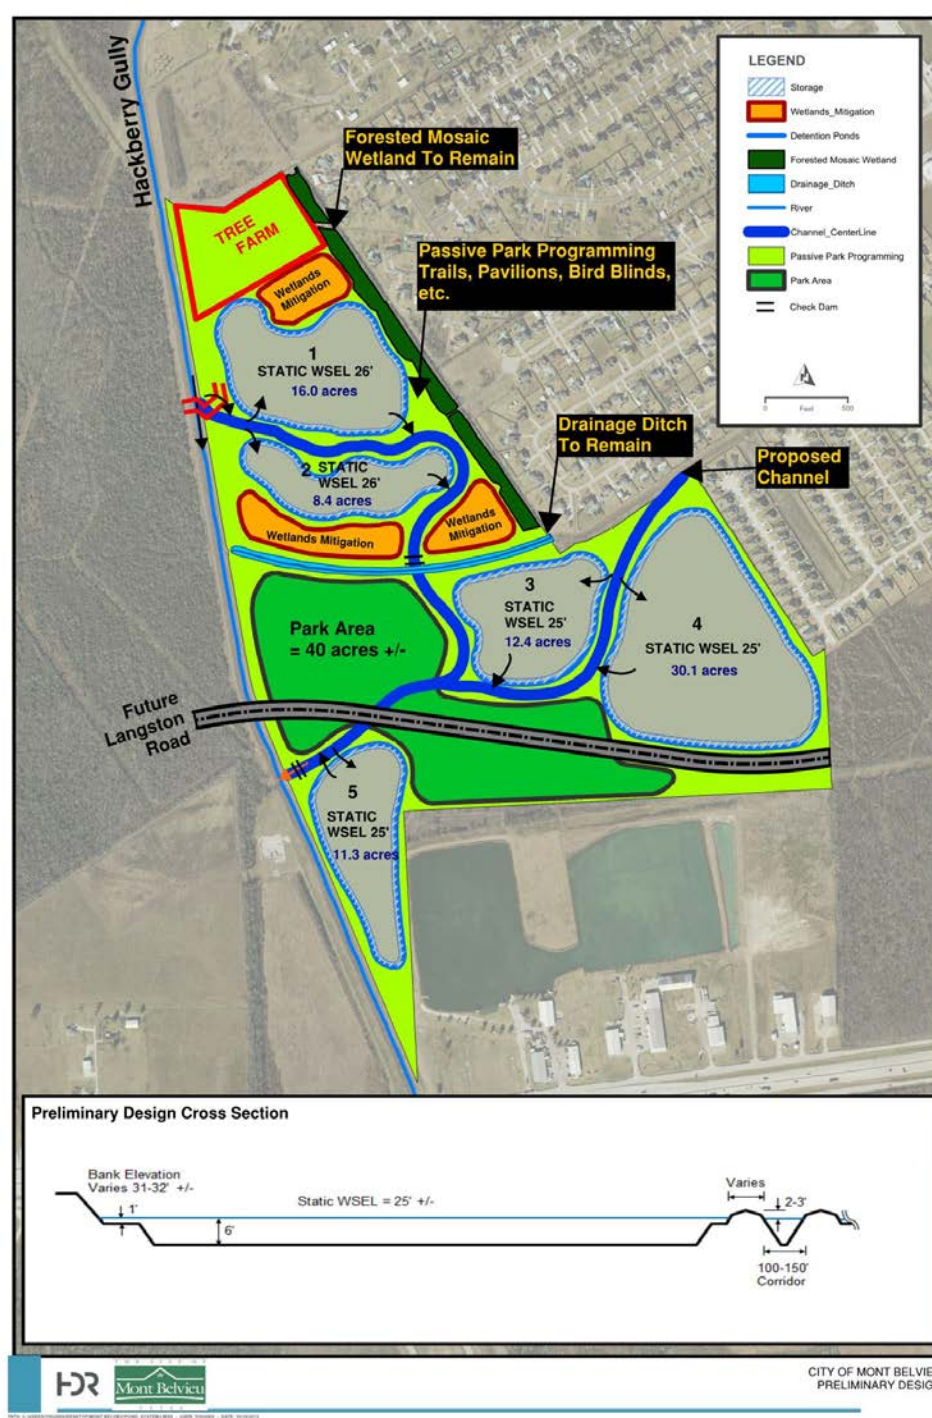 Hackberry Gully
Forested Mosaic
Wetland To Remain
TREE
FARM
Wetlands
Mitigation
Passive Park Programming
Trails, Pavilions, Bird Blinds,
etc.
1
STATIC WSEL 26'
16.0 acres
2 STATIC
WSEL 26'
8.4 acres
Wetlands Mitigation
Wetlands
Mitigation
Drainage Ditch
To Remain
Proposed
Channel
3
STATIC
WSEL 25'
12.4 acres
4
STATIC WSEL 25'
30.1 acres
Park Area
= 40 acres +/-
Future
Langston
Road
5
STATIC
WSEL 25'
11.3 acres
LEGEND
Storage
Wetlands_Mitigation
Detention Ponds
Forested Mosaic Wetland
Drainage_Ditch
River
Channel_CenterLine
Passive Park Programming
Park Area
Check Dam
N
0 Feet 500
Preliminary Design Cross Section
Bank Elevation
Varies 31-32' +/-
1'
Static WSEL = 25' +/-
6'
Varies
2-3'
100-150'
Corridor
HDR
Mont Belvieu
CITY OF MONT BELVIE
PRELIMINARY DESIG